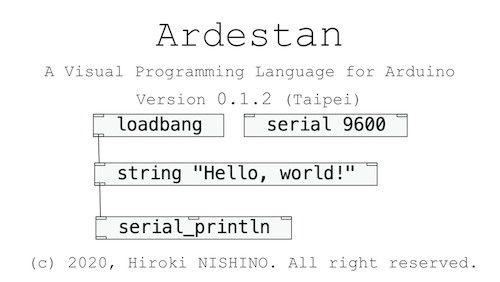 Ardestan
A Visual Programming Language for Arduino
Version 0.1.2 (Taipei)
loadbang serial 9600
string "Hello, world!"
serial_println
(c) 2020, Hiroki NISHINO. All right reserved.